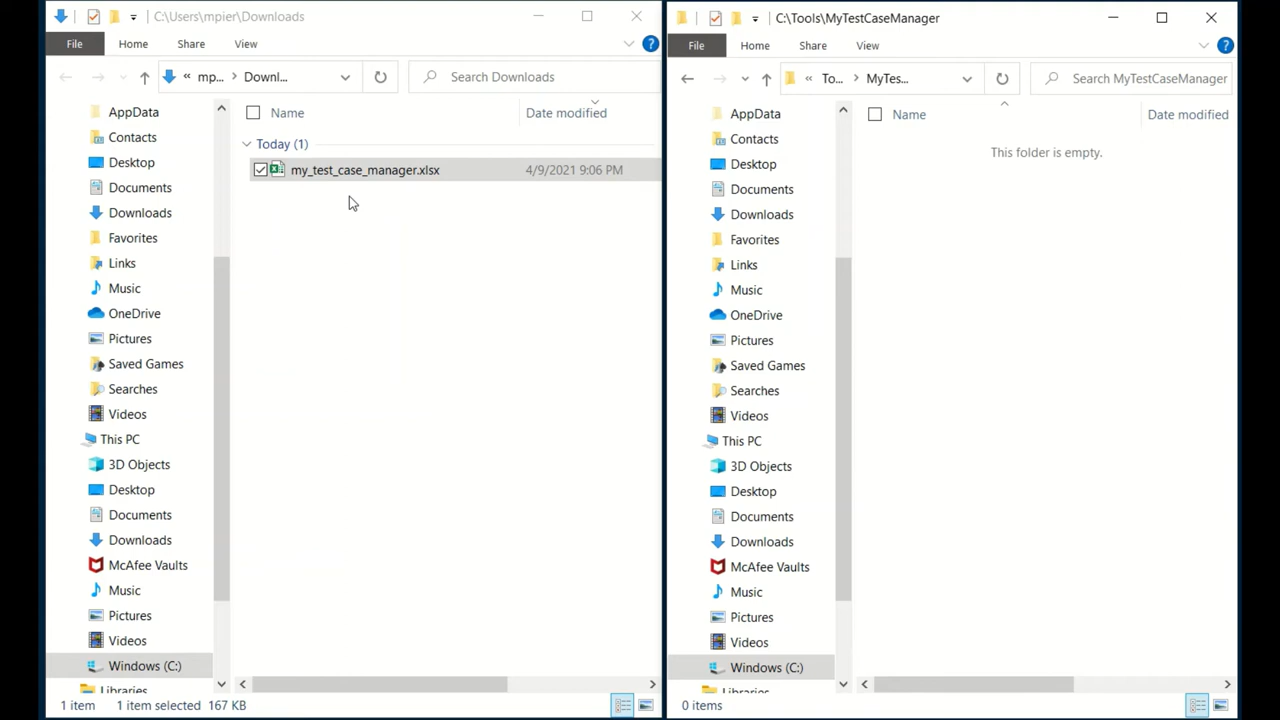 C:\Users\mpier\Downloads
File Home Share View
« mp... > Downl...
Search Downloads
Name Date modified
Today (1)
my_test_case_manager.xlsx 4/9/2021 9:06 PM
AppData
Contacts
Desktop
Documents
Downloads
Favorites
Links
Music
OneDrive
Pictures
Saved Games
Searches
Videos
This PC
3D Objects
Desktop
Documents
Downloads
McAfee Vaults
Music
Pictures
Videos
Windows (C:)
Libraries
1 item 1 item selected 167 KB
C:\Tools\MyTestCaseManager
File Home Share View
« To... > MyTes...
Search MyTestCaseManager
Name Date modified
This folder is empty.
AppData
Contacts
Desktop
Documents
Downloads
Favorites
Links
Music
OneDrive
Pictures
Saved Games
Searches
Videos
This PC
3D Objects
Desktop
Documents
Downloads
McAfee Vaults
Music
Pictures
Videos
Windows (C:)
Libraries
0 items